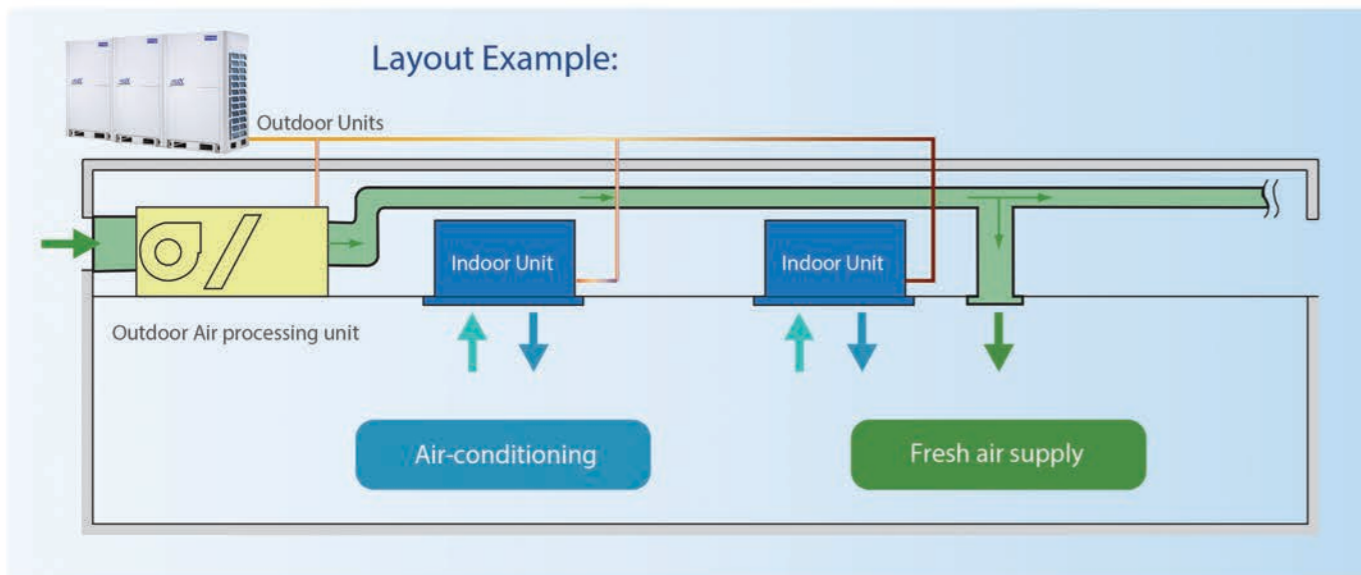 Layout Example:
Outdoor Units
Indoor Unit
Indoor Unit
Outdoor Air processing unit
Air-conditioning
Fresh air supply